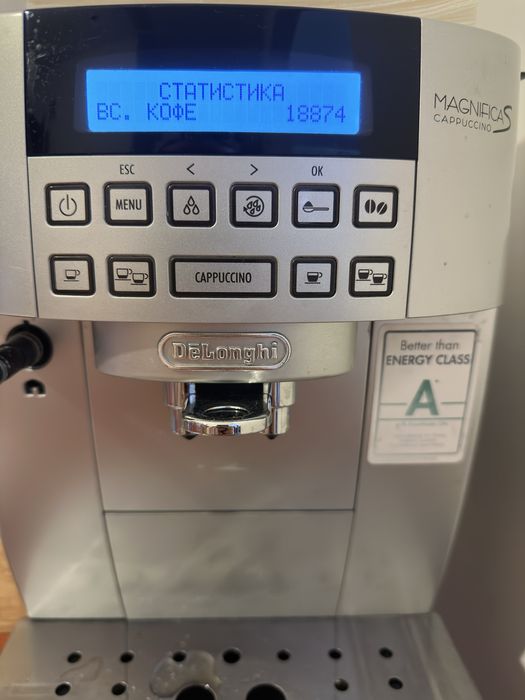 СТАТИСТИКА
ВС. КОФЕ 18874
MAGNIFICA S
CAPPUCCINO
ESC < > OK
MENU
CAPPUCCINO
DeLonghi
Better than
ENERGY CLASS
A